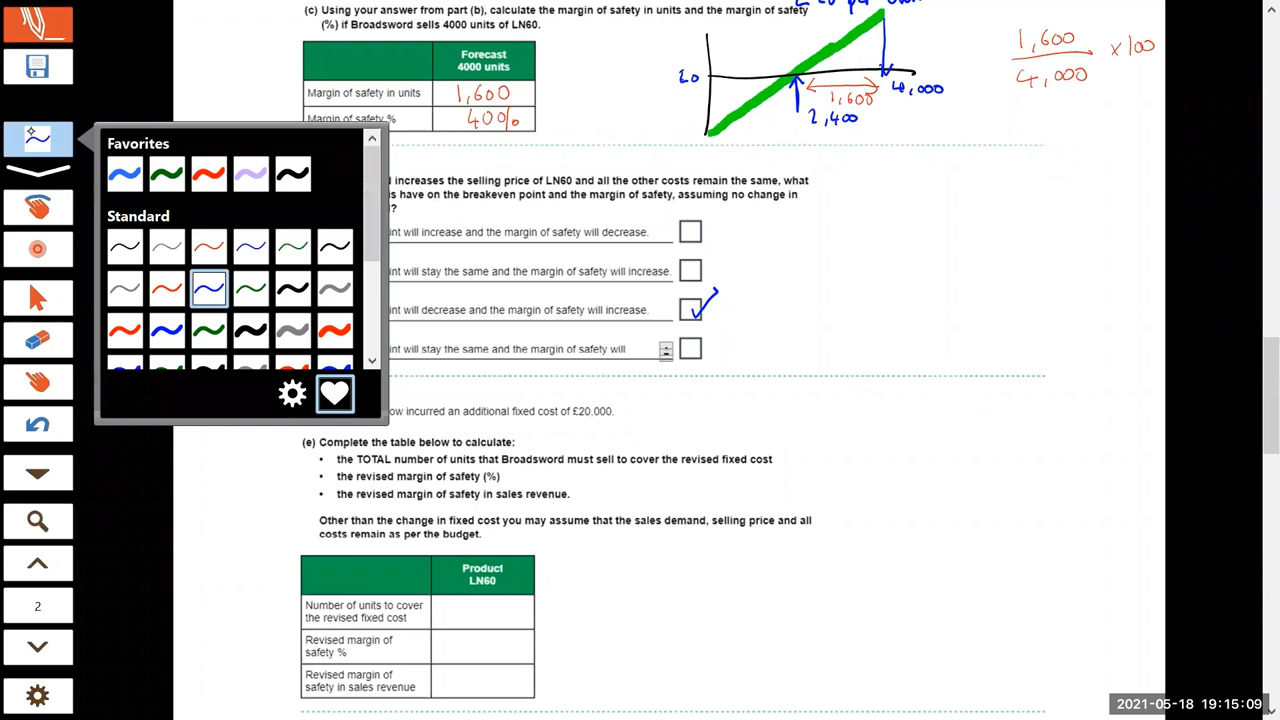 (c) Using your answer from part (b), calculate the margin of safety in units and the margin of safety
(%) if Broadsword sells 4000 units of LN60.
Forecast
4000 units
Margin of safety in units
1,600
Margin of safety %
40%
£0
1,600
4,000
2,400
1,600
4,000
x100
Favorites
Standard
increases the selling price of LN60 and all the other costs remain the same, what
have on the breakeven point and the margin of safety, assuming no change in
will increase and the margin of safety will decrease.
will stay the same and the margin of safety will increase.
will decrease and the margin of safety will increase.
will stay the same and the margin of safety will
incurred an additional fixed cost of £20,000.
(e) Complete the table below to calculate:
• the TOTAL number of units that Broadsword must sell to cover the revised fixed cost
• the revised margin of safety (%)
• the revised margin of safety in sales revenue.
Other than the change in fixed cost you may assume that the sales demand, selling price and all
costs remain as per the budget.
Product
LN60
Number of units to cover
the revised fixed cost
Revised margin of
safety %
Revised margin of
safety in sales revenue
2
2021-05-18 19:15:09